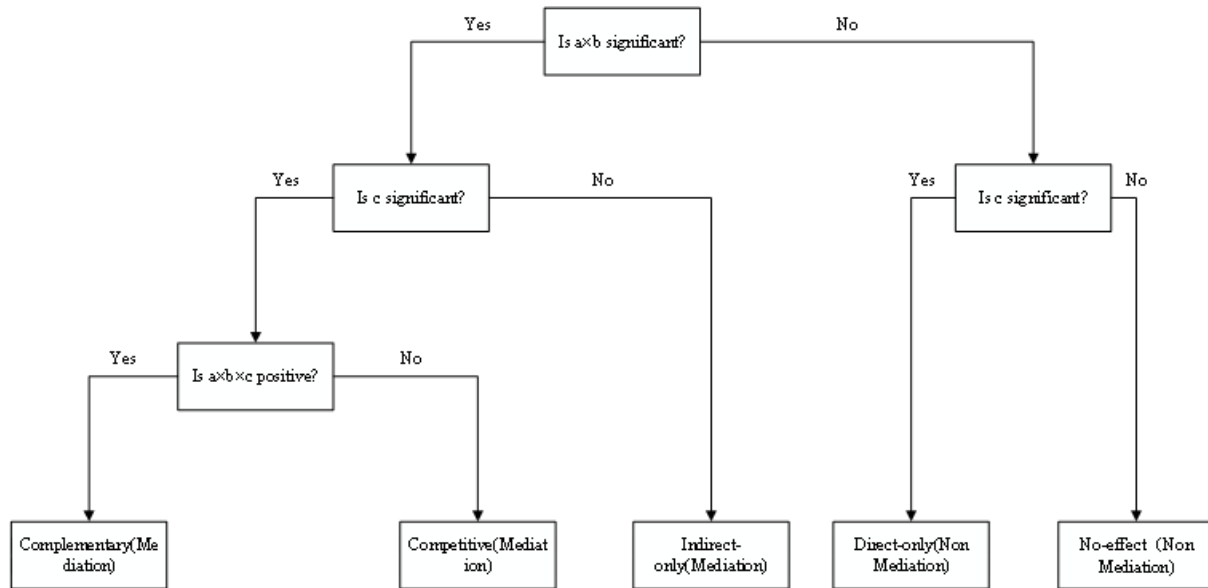 Yes
Is a×b significant?
No
Yes
Is c significant?
No
Yes
Is c significant?
No
Yes
Is a×b×c positive?
No
Complementary(Me
diation)
Competitive(Mediat
ion)
Indirect-
only(Mediation)
Direct-only(Non
Mediation)
No-effect（Non
Mediation)